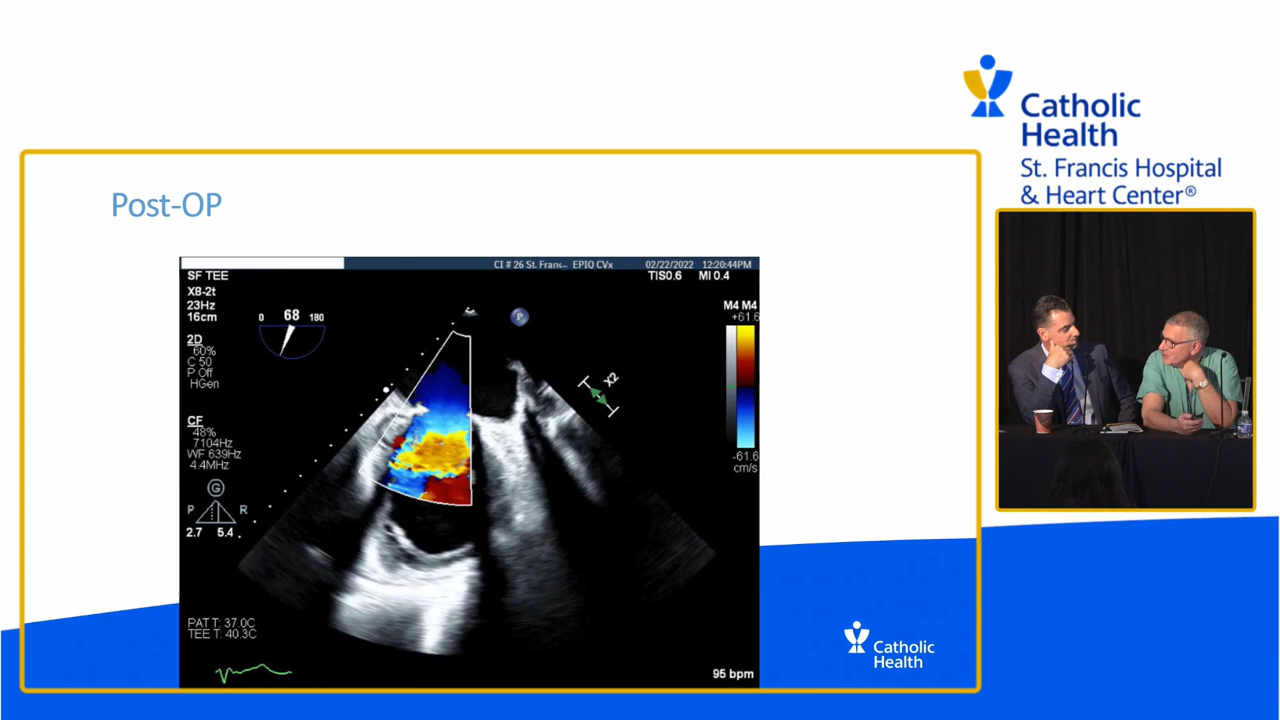 Catholic
Health
St. Francis Hospital
& Heart Center®
Post-OP
CI # 26 St. Franc... EPIQ CVx 02/22/2022 12:20:44PM
SF TEE
TIS0.6 MI 0.4
X8-2t
23Hz
16cm
0 68 180
M4 M4
+61.6
P
2D
60%
C 50
P Off
HGen
X2
CF
48%
7104Hz
WF 639Hz
4.4MHz
-61.6
cm/s
G
P R
2.7 5.4
PAT T: 37.0C
TEE T: 40.3C
95 bpm
Catholic
Health